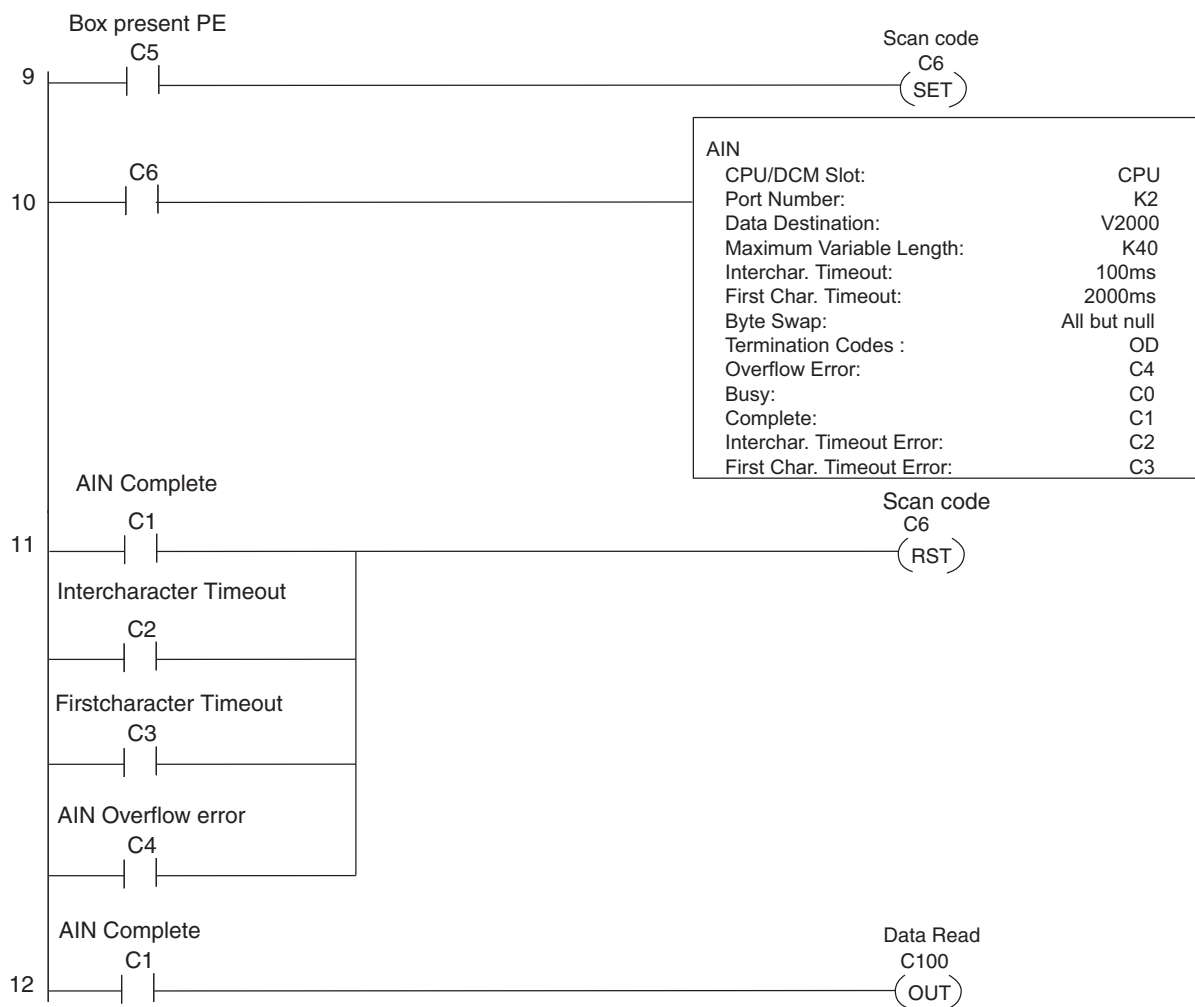 Box present PE
C5
Scan code
C6
9
SET
AIN
CPU/DCM Slot: CPU
Port Number: K2
Data Destination: V2000
Maximum Variable Length: K40
Interchar. Timeout: 100ms
First Char. Timeout: 2000ms
Byte Swap: All but null
Termination Codes : OD
Overflow Error: C4
Busy: C0
Complete: C1
Interchar. Timeout Error: C2
First Char. Timeout Error: C3
C6
10
AIN Complete
C1
Scan code
C6
11
RST
Intercharacter Timeout
C2
Firstcharacter Timeout
C3
AIN Overflow error
C4
AIN Complete
C1
Data Read
C100
12
OUT